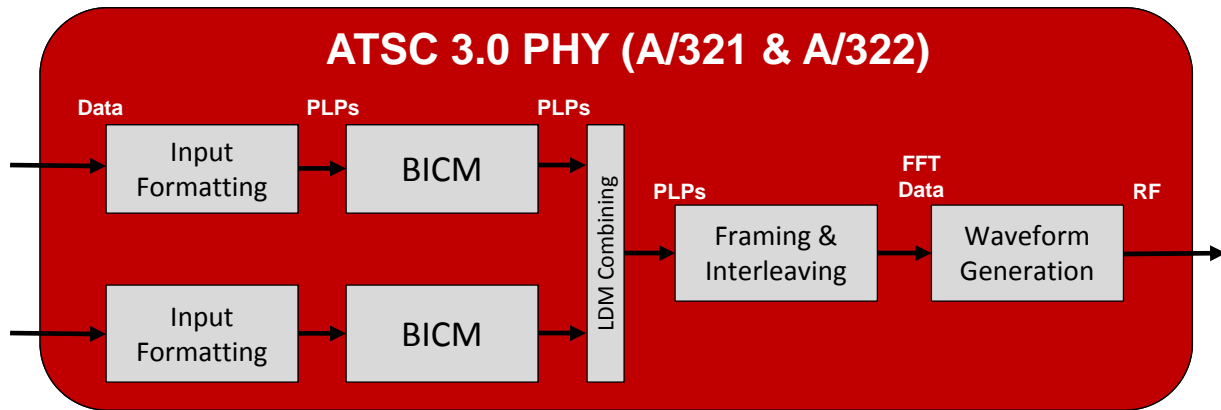 ATSC 3.0 PHY (A/321 & A/322)
Data
PLPs
PLPs
Input
Formatting
BICM
LDM Combining
PLPs
Framing &
Interleaving
FFT
Data
Waveform
Generation
RF
Input
Formatting
BICM